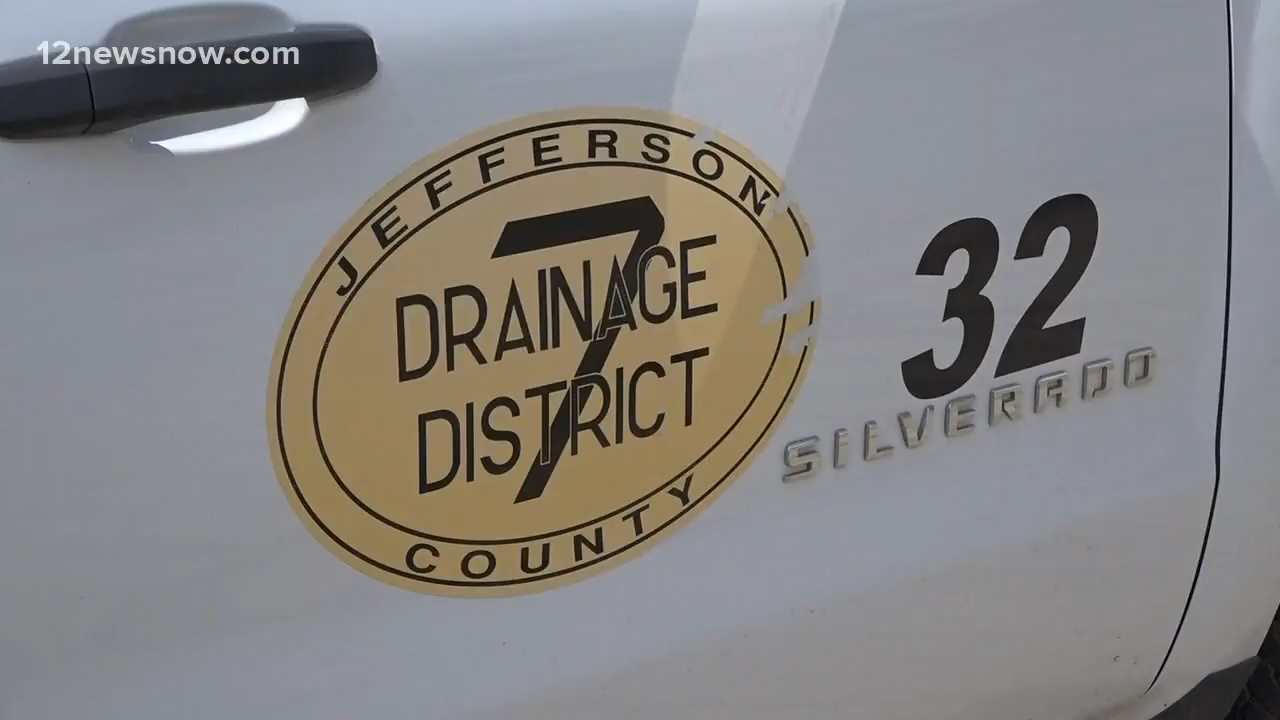 12newsnow.com
JEFFERSON
7
DRAINAGE
DISTRICT
COUNTY
32
SILVERADO